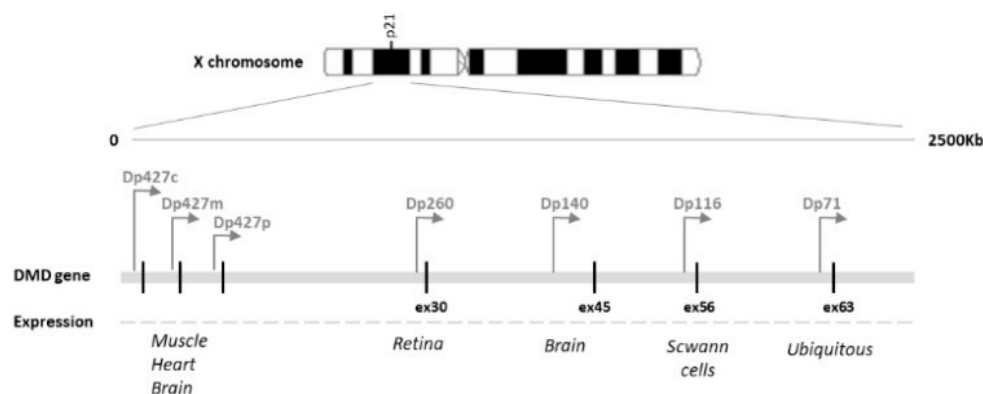 p21
X chromosome
0
2500Kb
Dp427c
Dp427m
Dp427p
Dp260
Dp140
Dp116
Dp71
DMD gene
ex30
ex45
ex56
ex63
Expression
Muscle
Heart
Brain
Retina
Brain
Scwann
cells
Ubiquitous